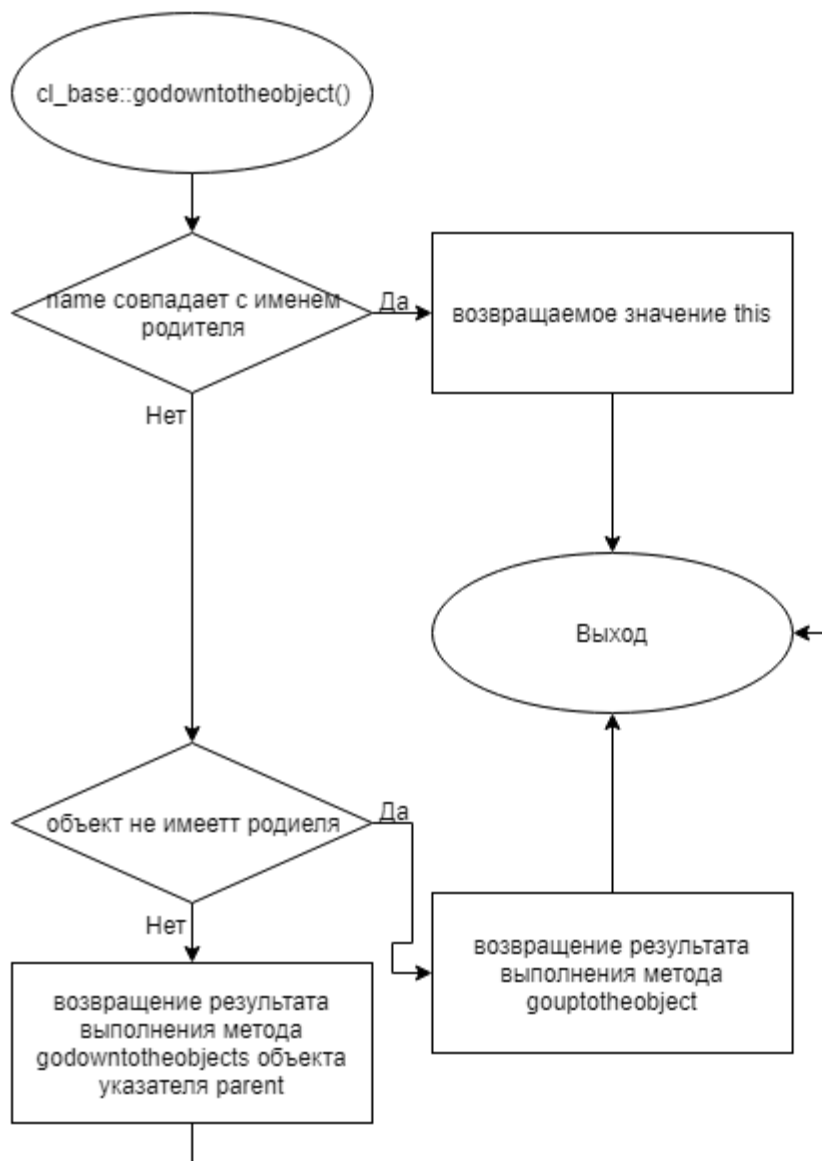 cl_base::godowntotheobject()
name совпадает с именем
родителя
Да
возвращаемое значение this
Нет
Выход
объект не имеетт родиеля
Да
Нет
возвращение результата
выполнения метода
gouptotheobject
возвращение результата
выполнения метода
godowntotheobjects объекта
указателя parent